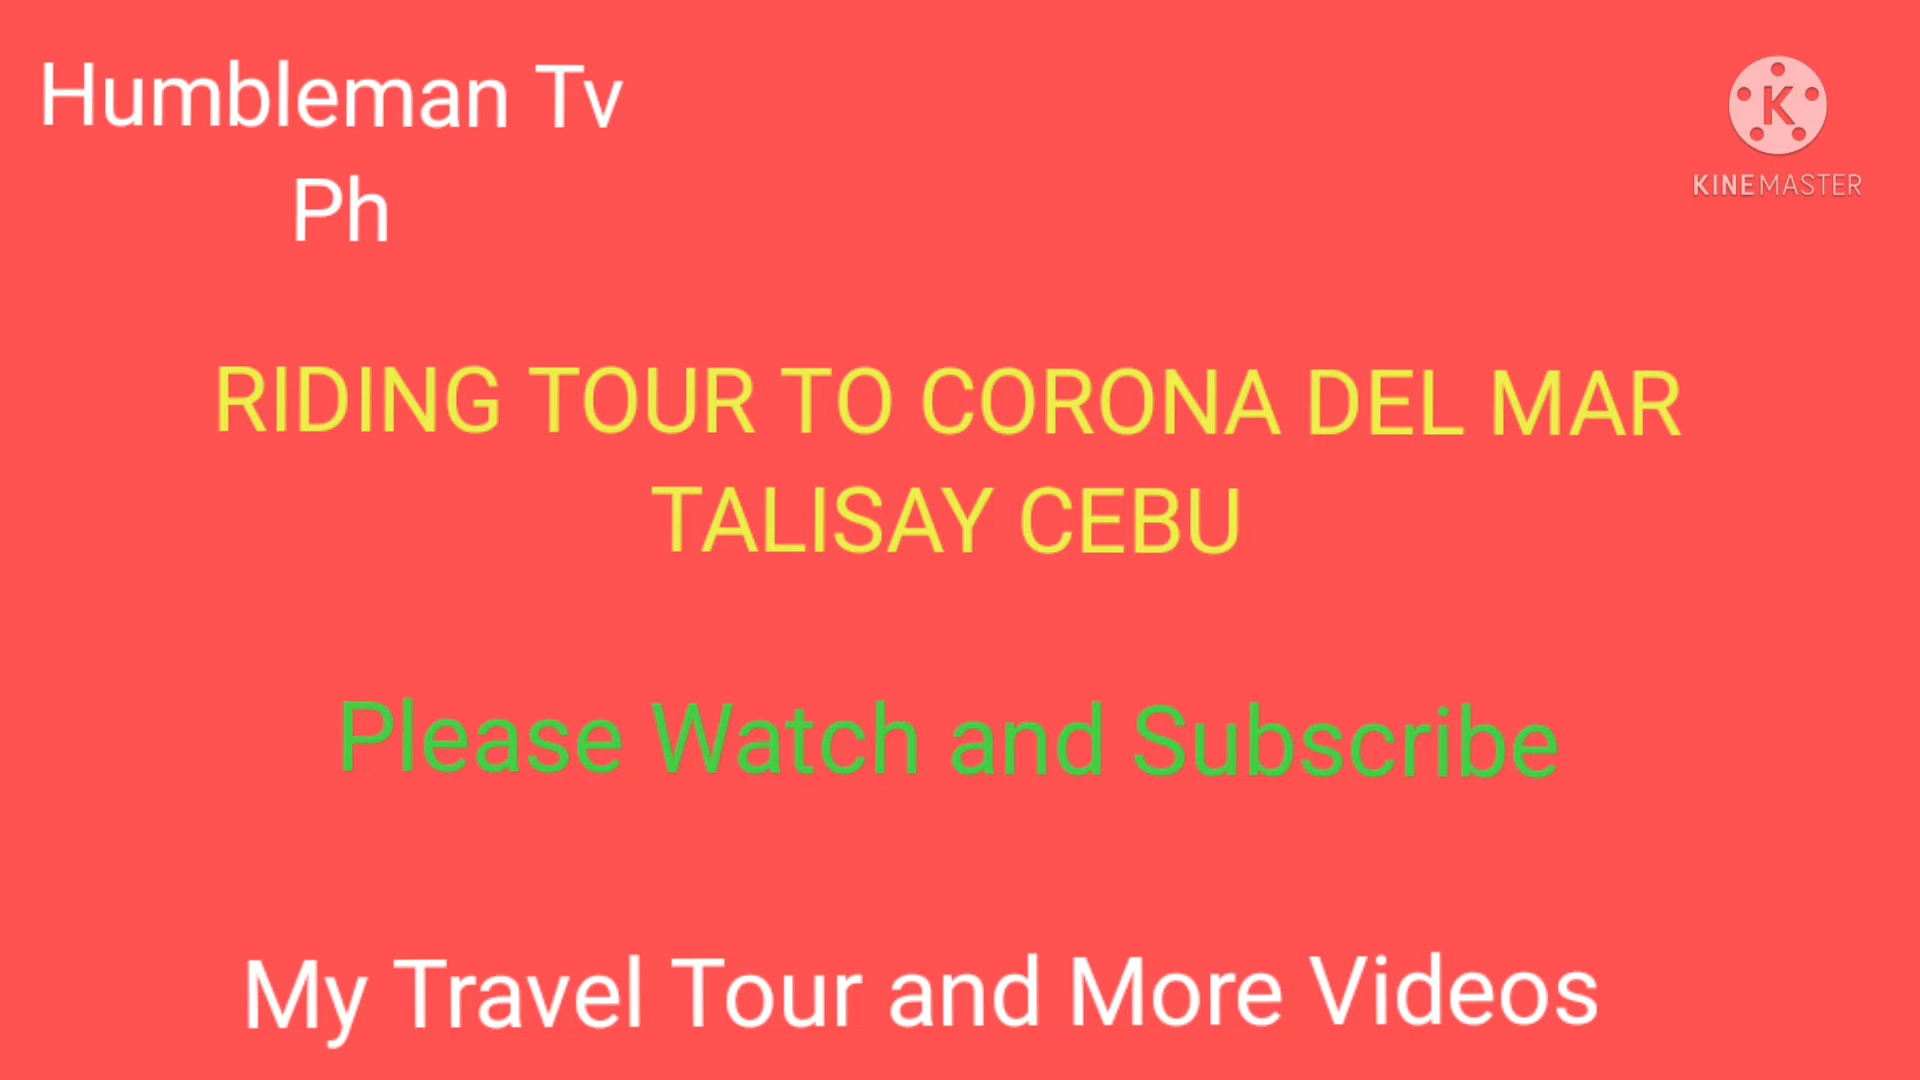 Humbleman Tv
Ph
K
KINEMASTER
RIDING TOUR TO CORONA DEL MAR
TALISAY CEBU
Please Watch and Subscribe
My Travel Tour and More Videos